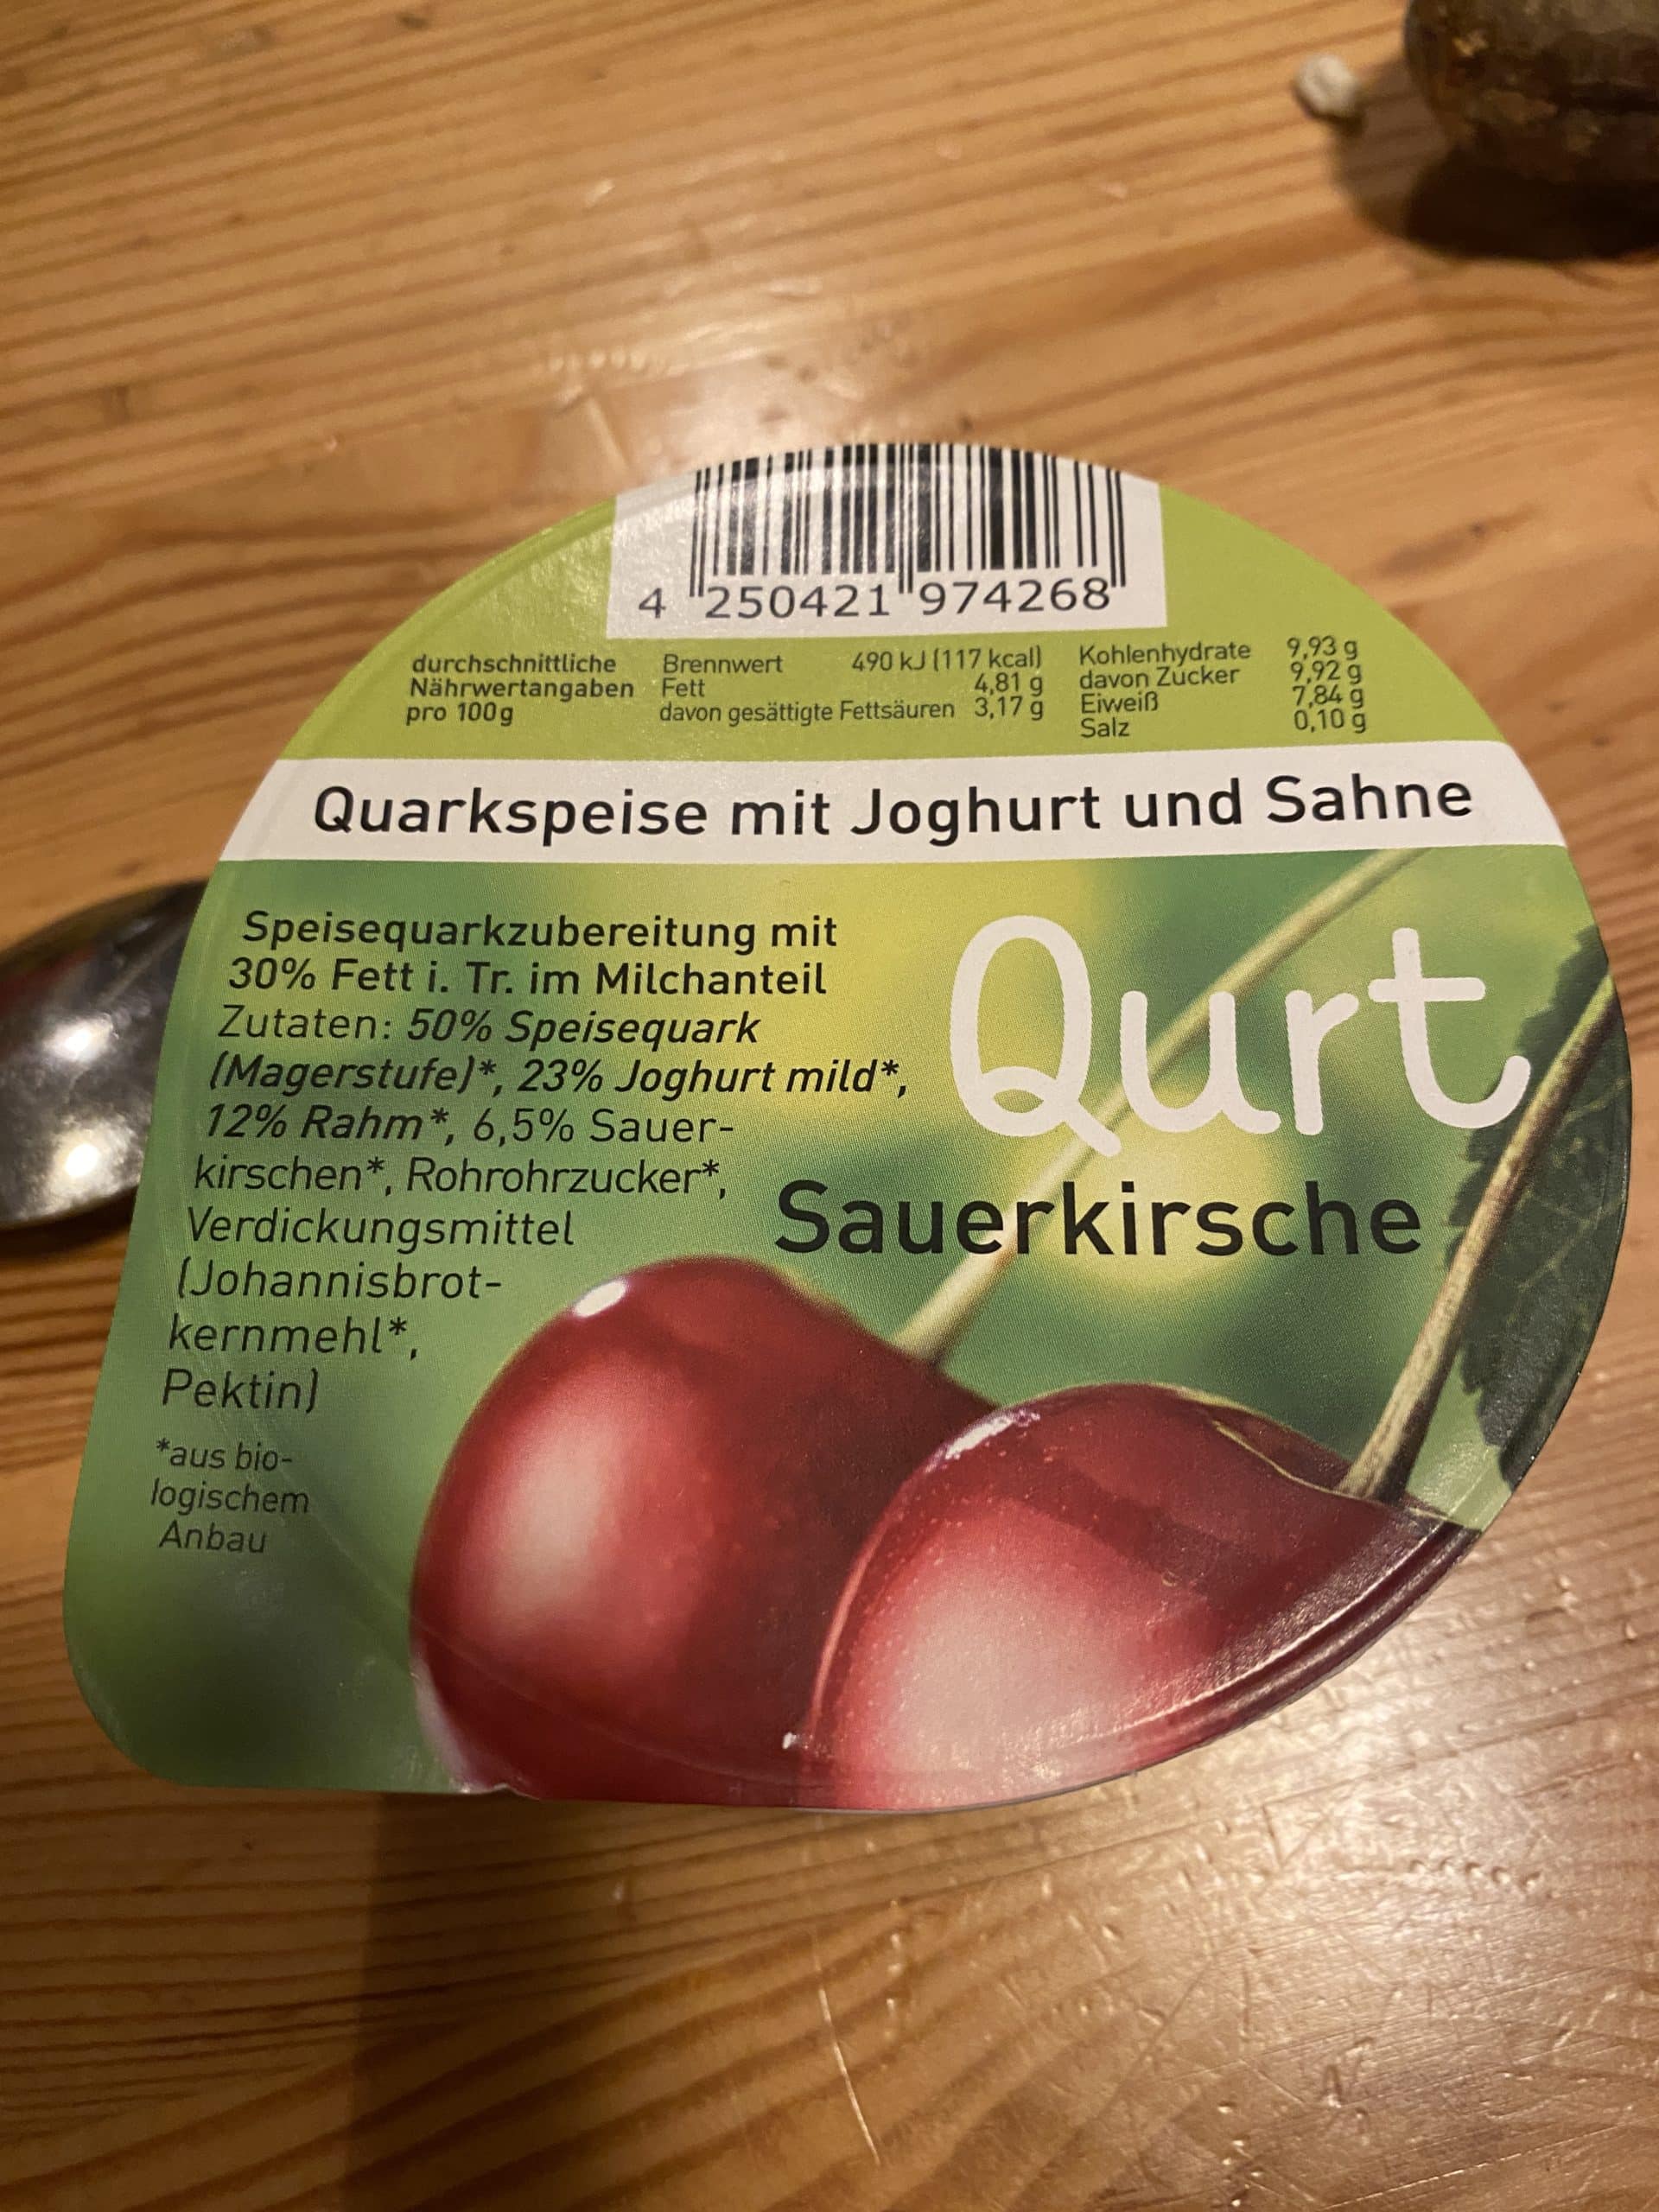 4 250421 974268
durchschnittliche
Nährwertangaben
pro 100g
Brennwert 490 kJ (117 kcal)
Fett 4,81 g
davon gesättigte Fettsäuren 3,17 g
Kohlenhydrate 9,93 g
davon Zucker 9,92 g
Eiweiß 7,84 g
Salz 0,10 g
Quarkspeise mit Joghurt und Sahne
Speisequarkzubereitung mit
30% Fett i. Tr. im Milchanteil
Zutaten: 50% Speisequark
(Magerstufe)*, 23% Joghurt mild*,
12% Rahm*, 6,5% Sauer-
kirschen*, Rohrohrzucker*,
Verdickungsmittel
(Johannisbrot-
kernmehl*,
Pektin)
*aus bio-
logischem
Anbau
Qurt
Sauerkirsche